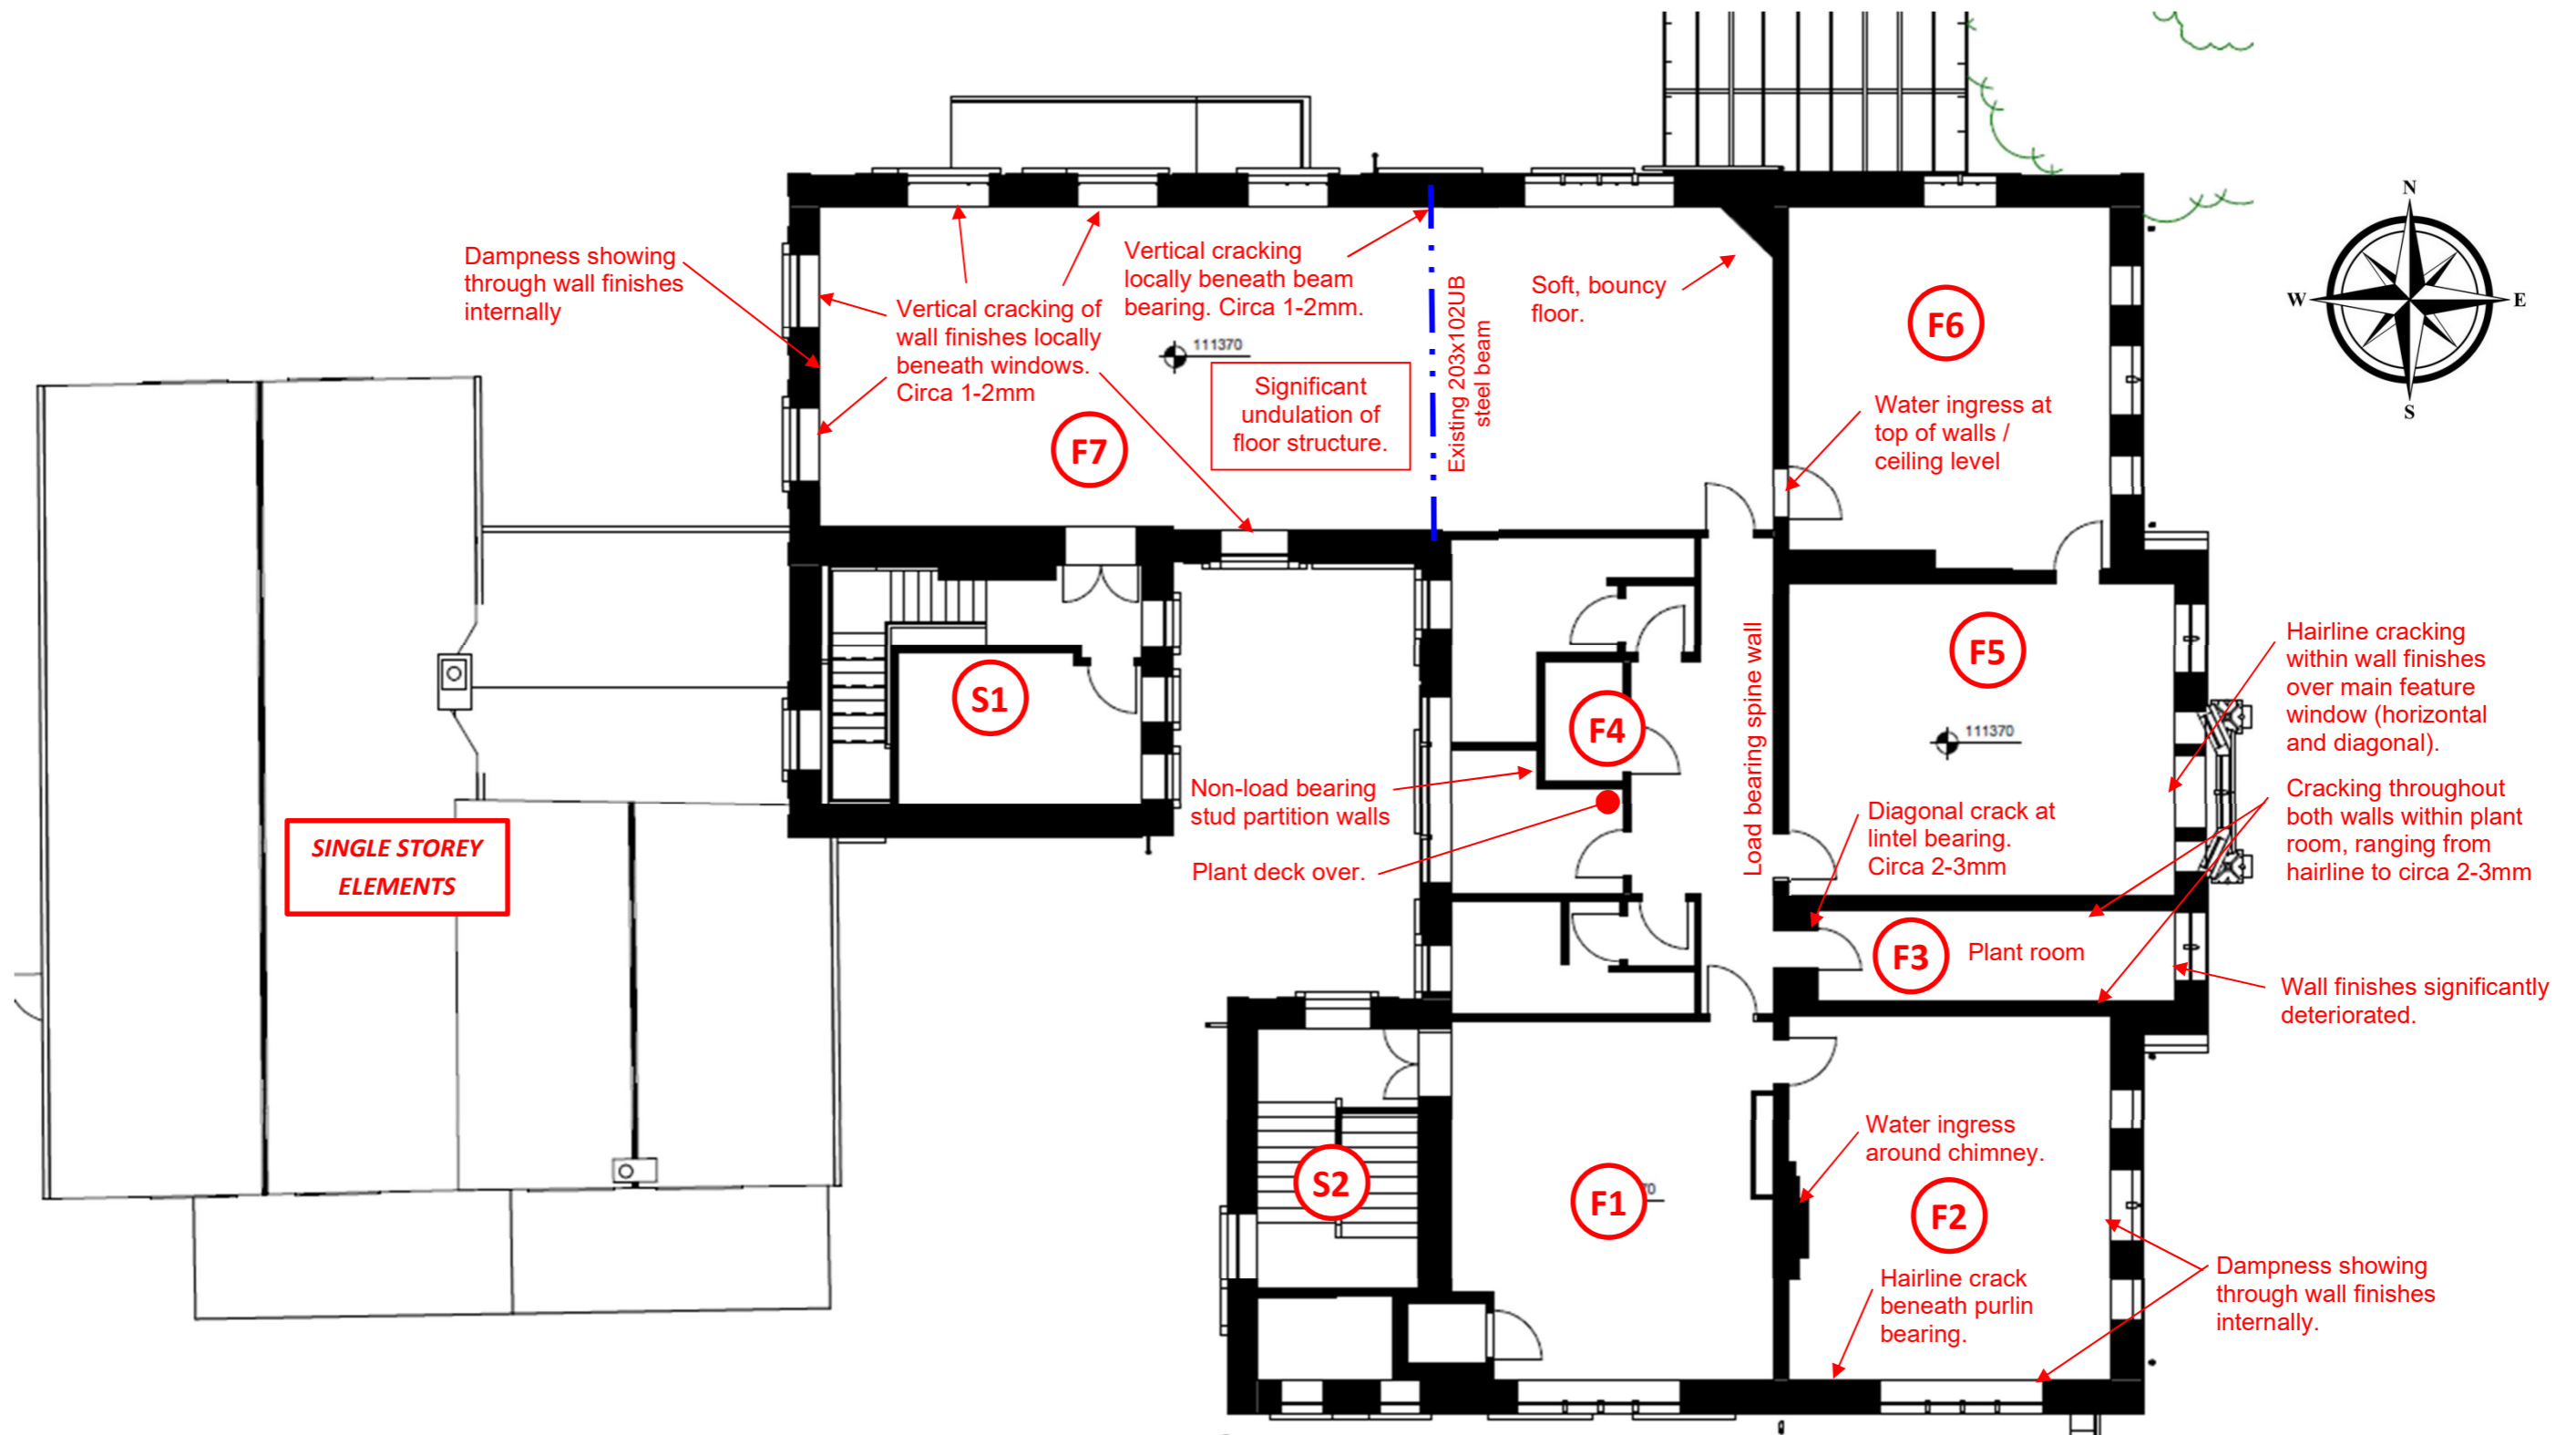 N
W
E
S
Dampness showing
through wall finishes
internally
Vertical cracking of
wall finishes locally
beneath windows.
Circa 1-2mm
Vertical cracking
locally beneath beam
bearing. Circa 1-2mm.
111370
Significant
undulation of
floor structure.
Existing 203x102UB
steel beam
Soft, bouncy
floor.
F7
F6
Water ingress at
top of walls /
ceiling level
S1
F4
Load bearing spine wall
F5
111370
Hairline cracking
within wall finishes
over main feature
window (horizontal
and diagonal).
Non-load bearing
stud partition walls
Plant deck over.
Diagonal crack at
lintel bearing.
Circa 2-3mm
Cracking throughout
both walls within plant
room, ranging from
hairline to circa 2-3mm
SINGLE STOREY
ELEMENTS
F3
Plant room
Wall finishes significantly
deteriorated.
S2
F1
F2
Water ingress
around chimney.
Hairline crack
beneath purlin
bearing.
Dampness showing
through wall finishes
internally.